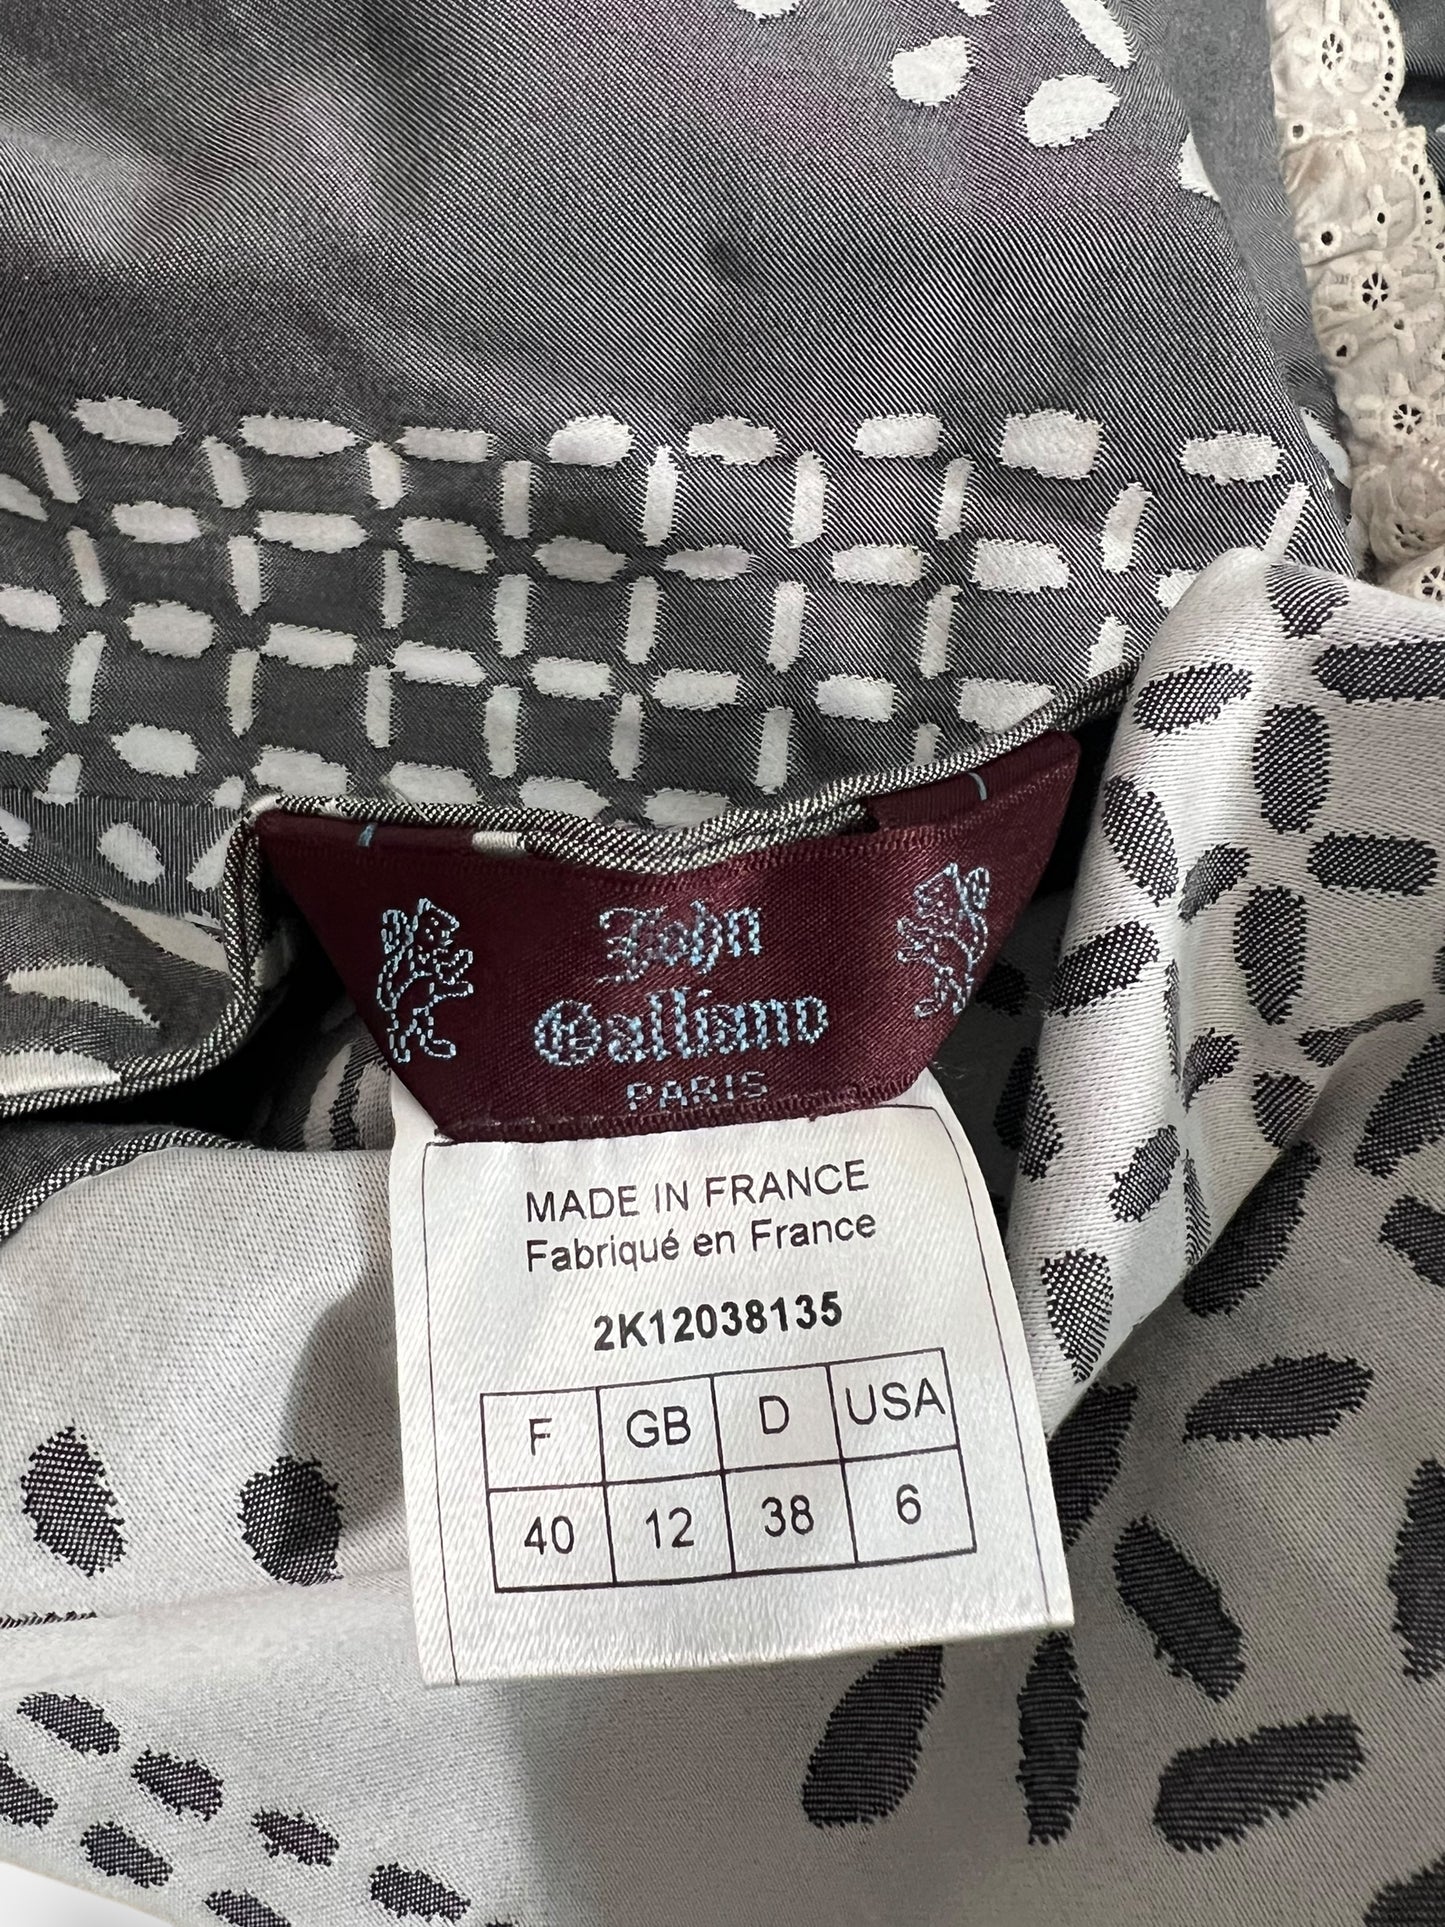 John
Galliano
PARIS
MADE IN FRANCE
Fabriqué en France
2K12038135
F GB D USA
40 12 38 6